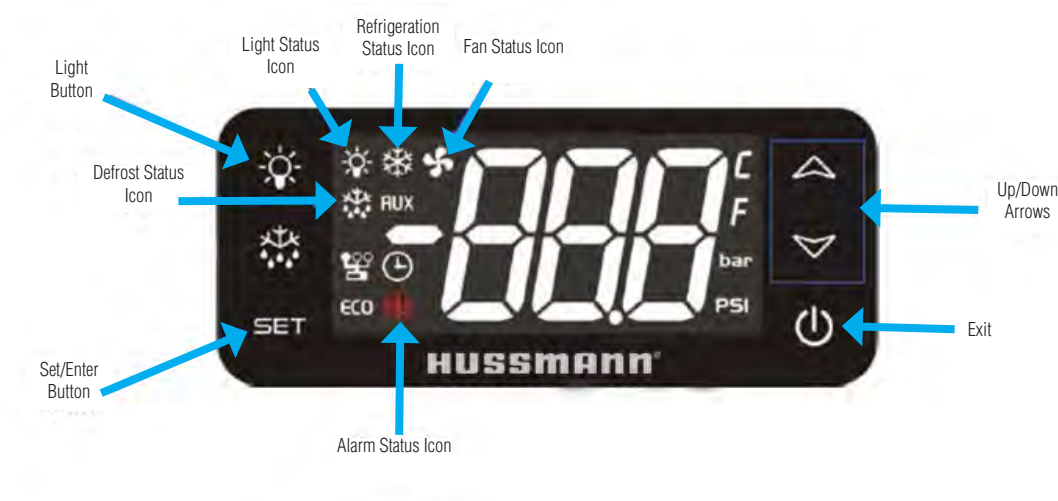 Refrigeration
Status Icon
Light Status
Icon
Fan Status Icon
Light
Button
Defrost Status
Icon
AUX
C
F
Up/Down
Arrows
bar
ECO
PSI
SET
HUSSMANN
Exit
Set/Enter
Button
Alarm Status Icon